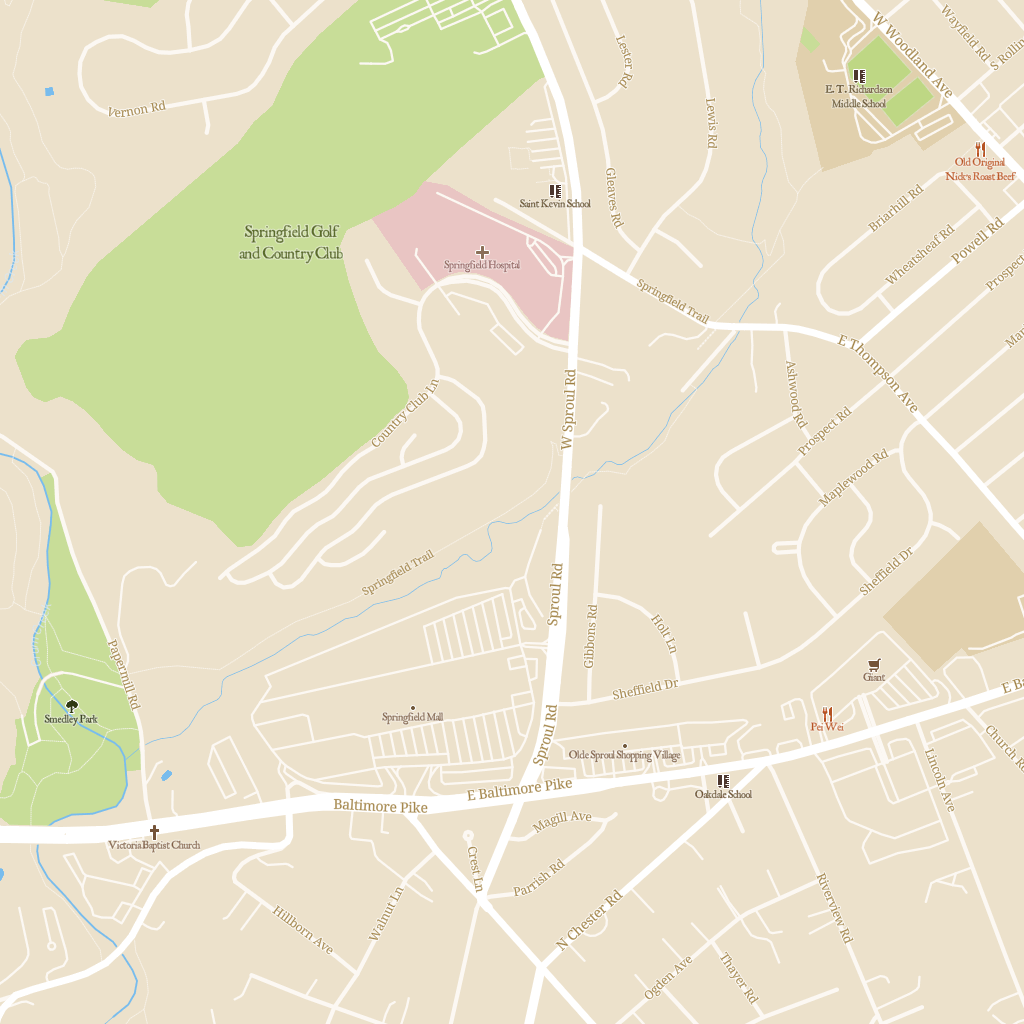 W Woodland Ave
Wayfield Rd
S Rollin
Lester Rd
Vernon Rd
E. T. Richardson
Middle School
Lewis Rd
Old Original
Nick's Roast Beef
Saint Kevin School
Gleaves Rd
Briarhill Rd
Springfield Golf
and Country Club
Springfield Hospital
Wheatsheaf Rd
Powell Rd
Prospect
Springfield Trail
Mar
E Thompson Ave
Ashwood Rd
W Sproul Rd
Country Club Ln
Prospect Rd
Maplewood Rd
Springfield Trail
Sproul Rd
Sheffield Dr
Gibbons Rd
Holt Ln
Papermill Rd
Giant
Sheffield Dr
E Ba
Smedley Park
Springfield Mall
Sproul Rd
Pei Wei
Olde Sproul Shopping Village
Church Rd
Lincoln Ave
Oakdale School
E Baltimore Pike
Baltimore Pike
Magill Ave
Victoria Baptist Church
Crest Ln
Parrish Rd
Walnut Ln
Hillborn Ave
N Chester Rd
Riverview Rd
Ogden Ave
Thayer Rd